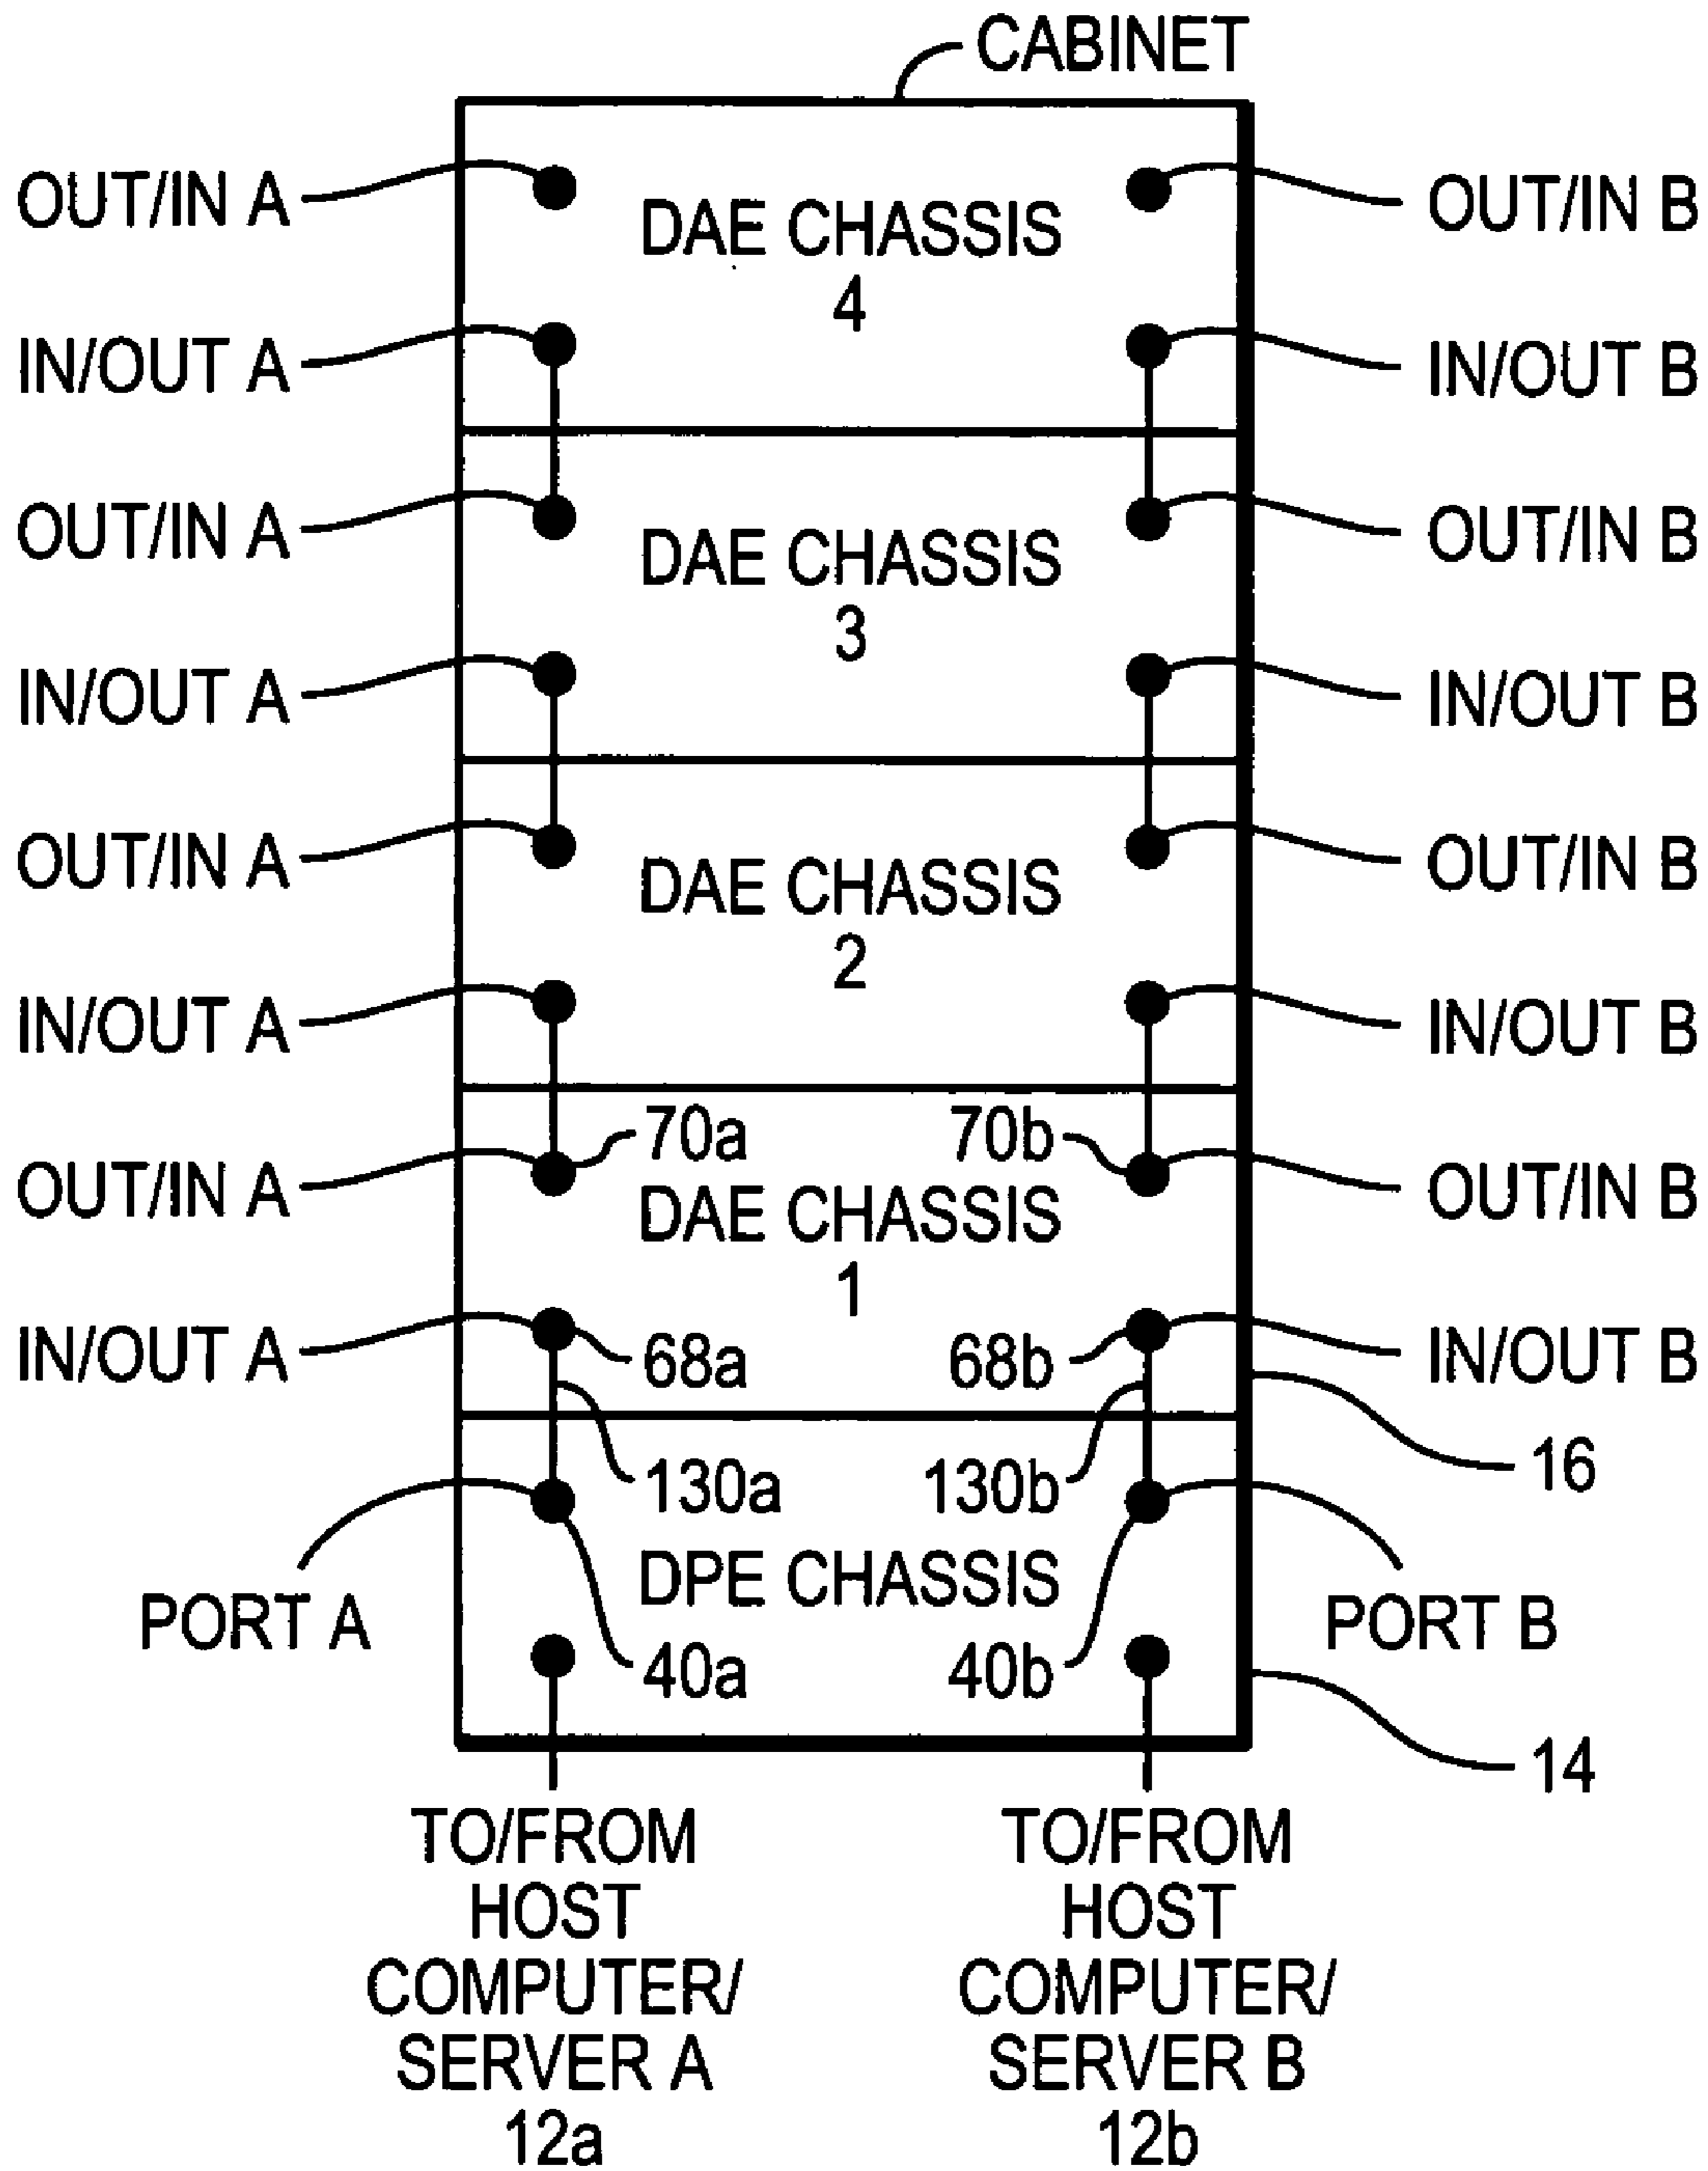 CABINET
OUT/IN A
OUT/IN B
DAE CHASSIS
4
IN/OUT A
IN/OUT B
OUT/IN A
OUT/IN B
DAE CHASSIS
3
IN/OUT A
IN/OUT B
OUT/IN A
OUT/IN B
DAE CHASSIS
2
IN/OUT A
IN/OUT B
70a
70b
OUT/IN A
OUT/IN B
DAE CHASSIS
1
IN/OUT A
68a
68b
IN/OUT B
130a
130b
16
DPE CHASSIS
PORT A
PORT B
40a
40b
14
TO/FROM
HOST
COMPUTER/
SERVER A
12a
TO/FROM
HOST
COMPUTER/
SERVER B
12b